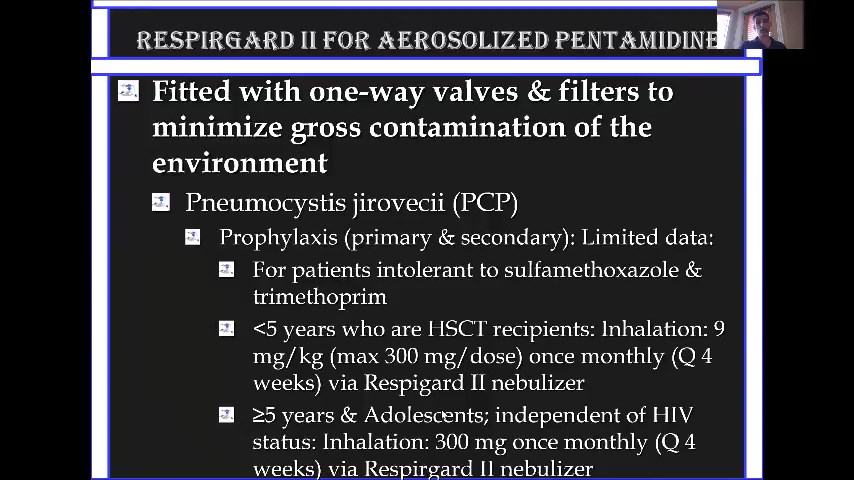 RESPIRGARD II FOR AEROSOLIZED PENTAMIDINE
Fitted with one-way valves & filters to
minimize gross contamination of the
environment
Pneumocystis jirovecii (PCP)
Prophylaxis (primary & secondary): Limited data:
For patients intolerant to sulfamethoxazole &
trimethoprim
<5 years who are HSCT recipients: Inhalation: 9
mg/kg (max 300 mg/dose) once monthly (Q 4
weeks) via Respigard II nebulizer
≥5 years & Adolescents; independent of HIV
status: Inhalation: 300 mg once monthly (Q 4
weeks) via Respirgard II nebulizer